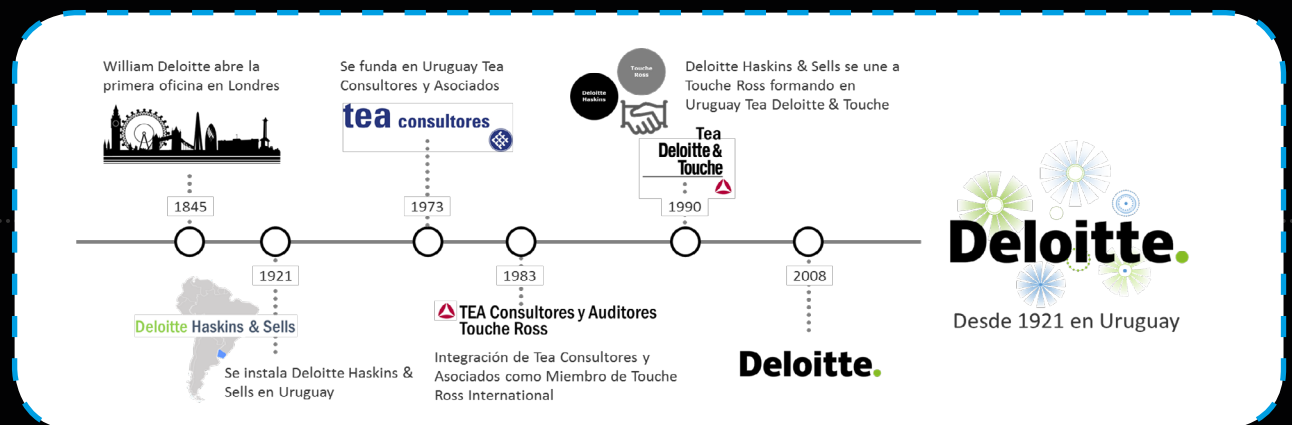 William Deloitte abre la
primera oficina en Londres
1845
1921
Deloitte Haskins & Sells
Se instala Deloitte Haskins &
Sells en Uruguay
Se funda en Uruguay Tea
Consultores y Asociados
tea consultores
1973
1983
TEA Consultores y Auditores
Touche Ross
Integración de Tea Consultores y
Asociados como Miembro de Touche
Ross International
Touche
Ross
Deloitte
Haskins
Deloitte Haskins & Sells se une a
Touche Ross formando en
Uruguay Tea Deloitte & Touche
Tea
Deloitte &
Touche
1990
2008
Deloitte.
Deloitte.
Desde 1921 en Uruguay